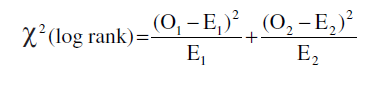 χ²(log rank)=(O₁ – E₁)²/E₁ + (O₂ – E₂)²/E₂